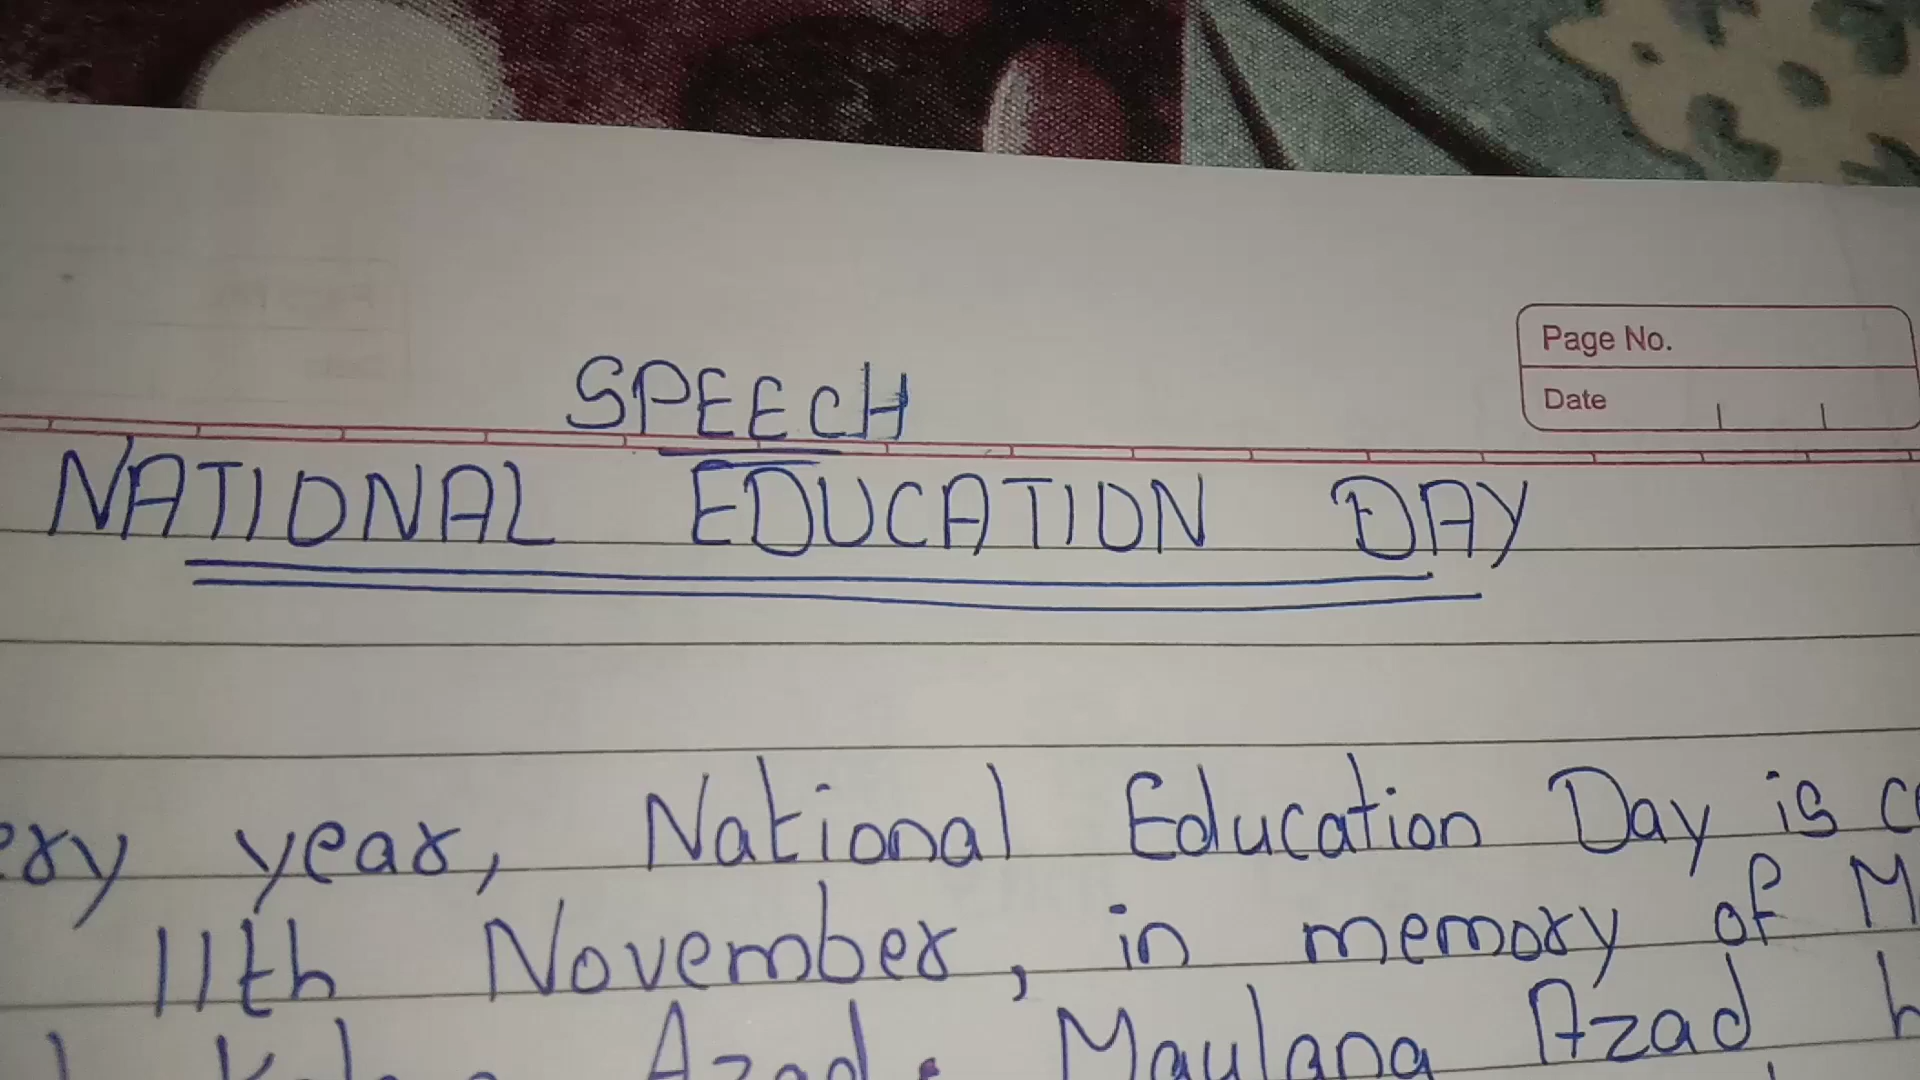 Page No.
Date
SPEECH
NATIONAL EDUCATION DAY
year, National Education Day is
11th November, in memory of
Azad. Maulana Azad